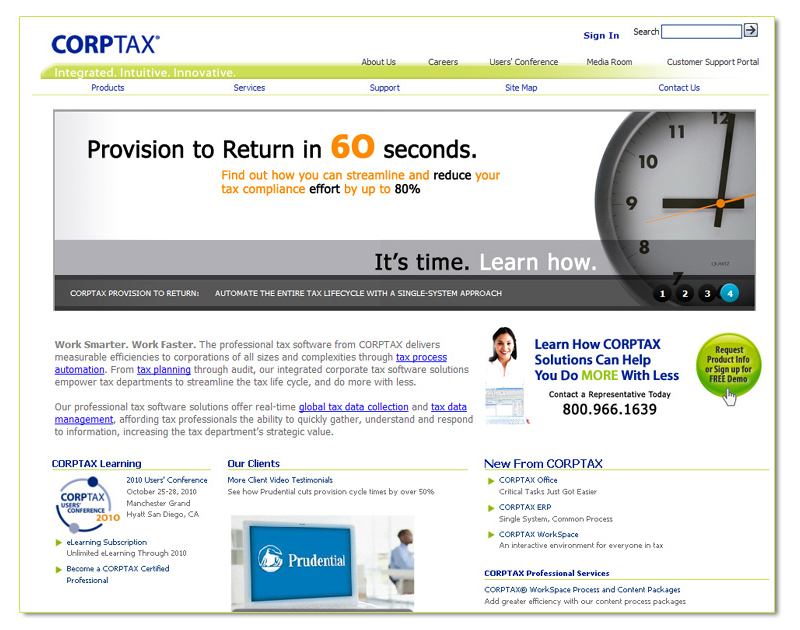 CORPTAX®
Sign In
Search
About Us Careers Users' Conference Media Room Customer Support Portal
Integrated. Intuitive. Innovative.
Products Services Support Site Map Contact Us
Provision to Return in 60 seconds.
Find out how you can streamline and reduce your
tax compliance effort by up to 80%
It's time. Learn how.
12
11
10
9
8
7
QUARTZ
CORPTAX PROVISION TO RETURN: AUTOMATE THE ENTIRE TAX LIFECYCLE WITH A SINGLE-SYSTEM APPROACH
1 2 3 4
Work Smarter. Work Faster. The professional tax software from CORPTAX delivers
measurable efficiencies to corporations of all sizes and complexities through tax process
automation. From tax planning through audit, our integrated corporate tax software solutions
empower tax departments to streamline the tax life cycle, and do more with less.
Our professional tax software solutions offer real-time global tax data collection and tax data
management, affording tax professionals the ability to quickly gather, understand and respond
to information, increasing the tax department's strategic value.
Learn How CORPTAX
Solutions Can Help
You Do MORE With Less
Contact a Representative Today
800.966.1639
Request
Product Info
or Sign up for
FREE Demo
CORPTAX Learning
CORPTAX
USERS'
CONFERENCE
2010
2010 Users' Conference
October 25-28, 2010
Manchester Grand
Hyatt San Diego, CA
eLearning Subscription
Unlimited eLearning Through 2010
Become a CORPTAX Certified
Professional
Our Clients
More Client Video Testimonials
See how Prudential cuts provision cycle times by over 50%
Prudential
New From CORPTAX
CORPTAX Office
Critical Tasks Just Got Easier
CORPTAX ERP
Single System, Common Process
CORPTAX WorkSpace
An interactive environment for everyone in tax
CORPTAX Professional Services
CORPTAX® WorkSpace Process and Content Packages
Add greater efficiency with our content process packages